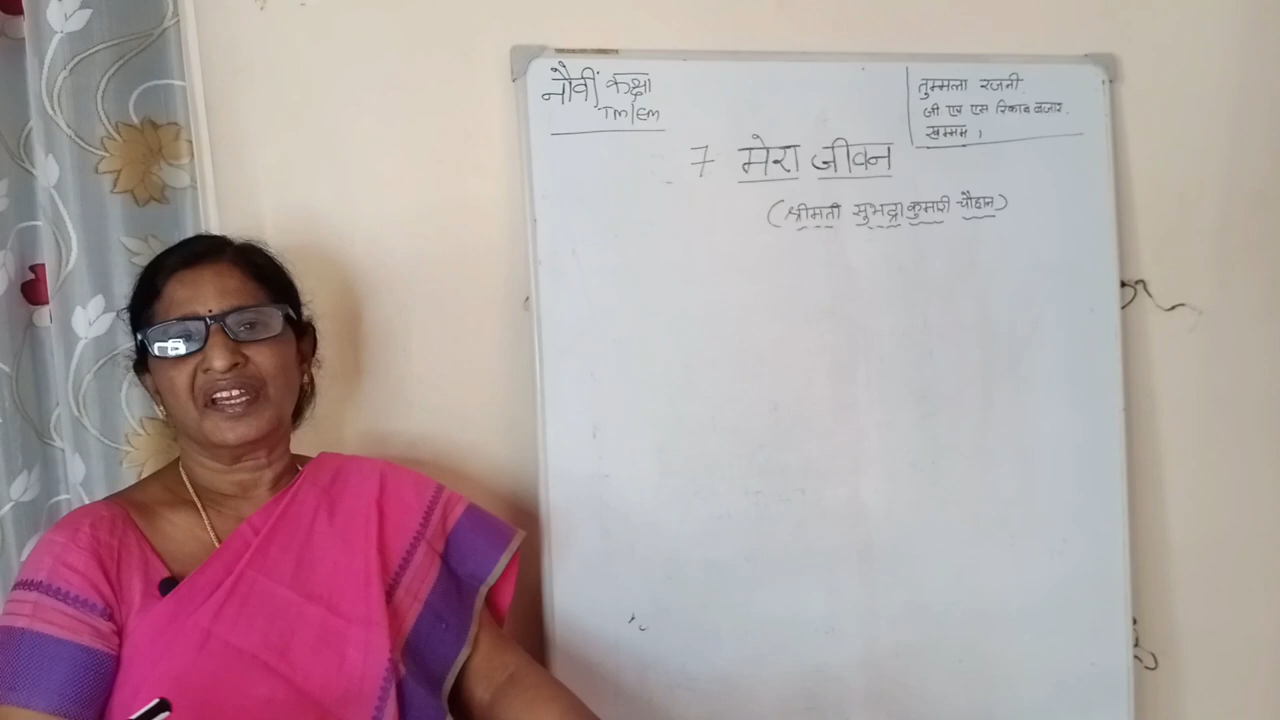 नौवीं कक्षा
TM/EM
तुम्मला रजनी.
जी एच एस रिकाब बजार.
खम्मम,
7 मेरा जीवन
(श्रीमती सुभद्रा कुमारी चौहान)